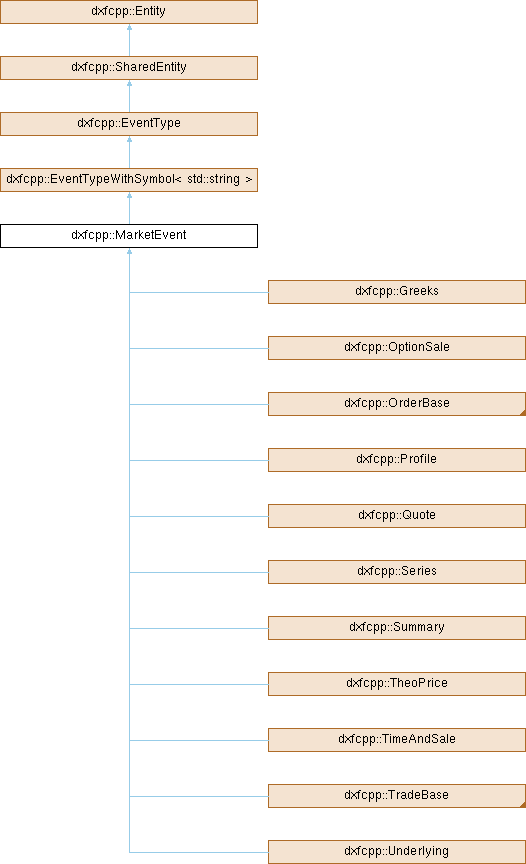 dxfcpp::Entity
dxfcpp::SharedEntity
dxfcpp::EventType
dxfcpp::EventTypeWithSymbol< std::string >
dxfcpp::MarketEvent
dxfcpp::Greeks
dxfcpp::OptionSale
dxfcpp::OrderBase
dxfcpp::Profile
dxfcpp::Quote
dxfcpp::Series
dxfcpp::Summary
dxfcpp::TheoPrice
dxfcpp::TimeAndSale
dxfcpp::TradeBase
dxfcpp::Underlying